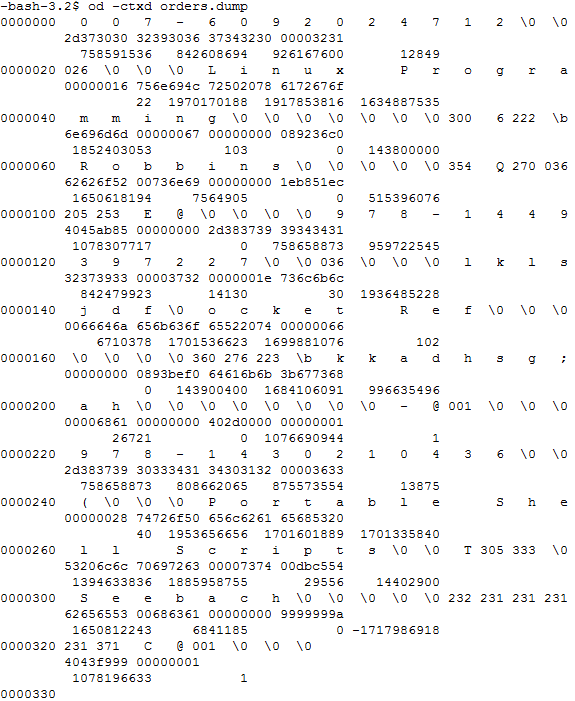 -bash-3.2$ od -ctxd orders.dump
0000000 0 0 7 - 6 0 9 2 0 2 4 7 1 2 \0 \0
2d373030 32393036 37343230 00003231
758591536 842608694 926167600 12849
0000020 026 \0 \0 \0 L i n u x P r o g r a
00000016 756e694c 72502078 6172676f
22 1970170188 1917853816 1634887535
0000040 m m i n g \0 \0 \0 \0 \0 \0 \0 300 6 222 \b
6e696d6d 00000067 00000000 089236c0
1852403053 103 0 143800000
0000060 R o b b i n s \0 \0 \0 \0 \0 354 Q 270 036
62626f52 00736e69 00000000 1eb851ec
1650618194 7564905 0 515396076
0000100 205 253 E @ \0 \0 \0 \0 9 7 8 - 1 4 4 9
4045ab85 00000000 2d383739 39343431
1078307717 0 758658873 959722545
0000120 3 9 7 2 2 7 \0 \0 036 \0 \0 \0 l k l s
32373933 00003732 0000001e 736c6b6c
842479923 14130 30 1936485228
0000140 j d f \0 o c k e t R e f \0 \0 \0
0066646a 656b636f 65522074 00000066
6710378 1701536623 1699881076 102
0000160 \0 \0 \0 \0 360 276 223 \b k k a d h s g ;
00000000 0893bef0 64616b6b 3b677368
0 143900400 1684106091 996635496
0000200 a h \0 \0 \0 \0 \0 \0 \0 \0 - @ 001 \0 \0 \0
00006861 00000000 402d0000 00000001
26721 0 1076690944 1
0000220 9 7 8 - 1 4 3 0 2 1 0 4 3 6 \0 \0
2d383739 30333431 34303132 00003633
758658873 808662065 875573554 13875
0000240 ( \0 \0 \0 P o r t a b l e S h e
00000028 74726f50 656c6261 65685320
40 1953656656 1701601889 1701335840
0000260 l l S c r i p t s \0 \0 T 305 333 \0
53206c6c 70697263 00007374 00dbc554
1394633836 1885958755 29556 14402900
0000300 S e e b a c h \0 \0 \0 \0 \0 232 231 231 231
62656553 00686361 00000000 9999999a
1650812243 6841185 0 -1717986918
0000320 231 371 C @ 001 \0 \0 \0
4043f999 00000001
1078196633 1
0000330